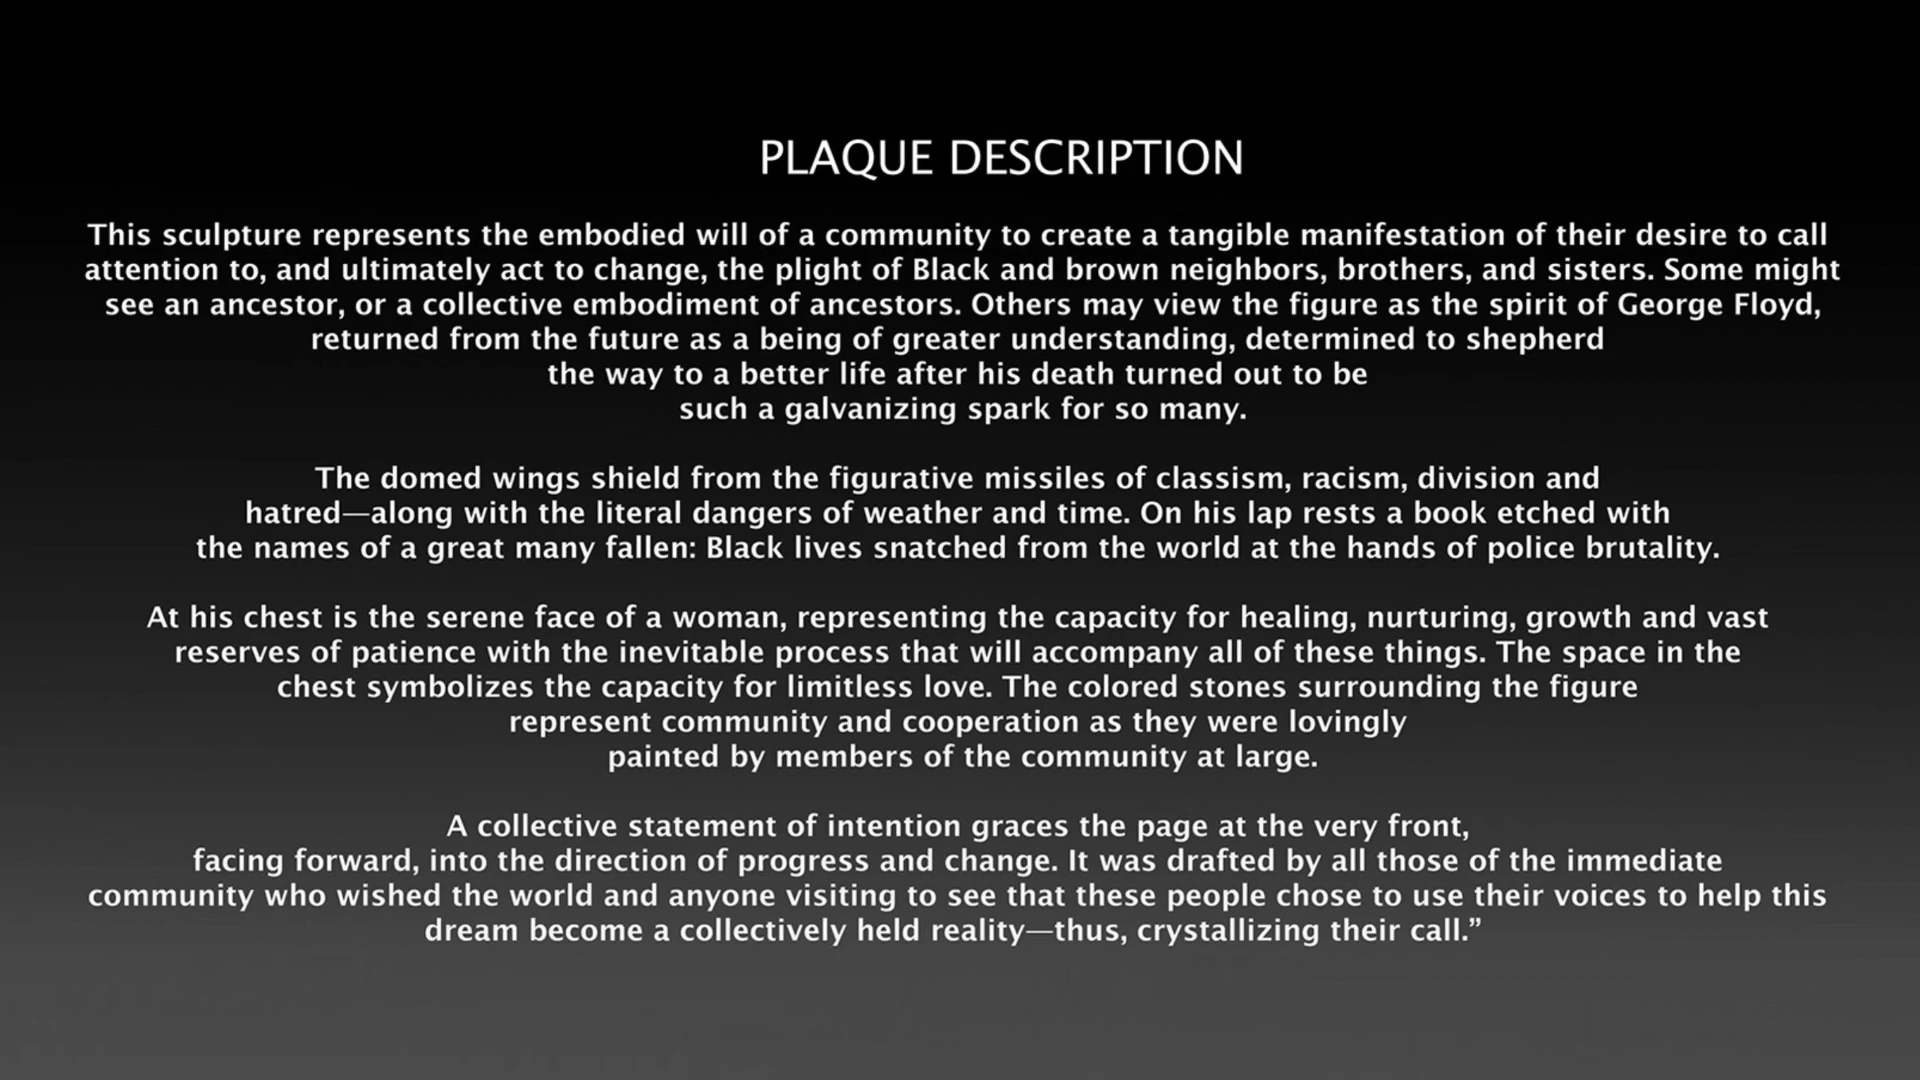 PLAQUE DESCRIPTION
This sculpture represents the embodied will of a community to create a tangible manifestation of their desire to call
attention to, and ultimately act to change, the plight of Black and brown neighbors, brothers, and sisters. Some might
see an ancestor, or a collective embodiment of ancestors. Others may view the figure as the spirit of George Floyd,
returned from the future as a being of greater understanding, determined to shepherd
the way to a better life after his death turned out to be
such a galvanizing spark for so many.
The domed wings shield from the figurative missiles of classism, racism, division and
hatred—along with the literal dangers of weather and time. On his lap rests a book etched with
the names of a great many fallen: Black lives snatched from the world at the hands of police brutality.
At his chest is the serene face of a woman, representing the capacity for healing, nurturing, growth and vast
reserves of patience with the inevitable process that will accompany all of these things. The space in the
chest symbolizes the capacity for limitless love. The colored stones surrounding the figure
represent community and cooperation as they were lovingly
painted by members of the community at large.
A collective statement of intention graces the page at the very front,
facing forward, into the direction of progress and change. It was drafted by all those of the immediate
community who wished the world and anyone visiting to see that these people chose to use their voices to help this
dream become a collectively held reality—thus, crystallizing their call.”